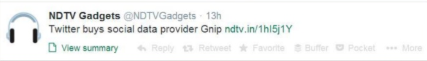 NDTV Gadgets @NDTVGadgets · 13h
Twitter buys social data provider Gnip ndtv.in/1hI5j1Y
View summary Reply Retweet Favorite Buffer Pocket More